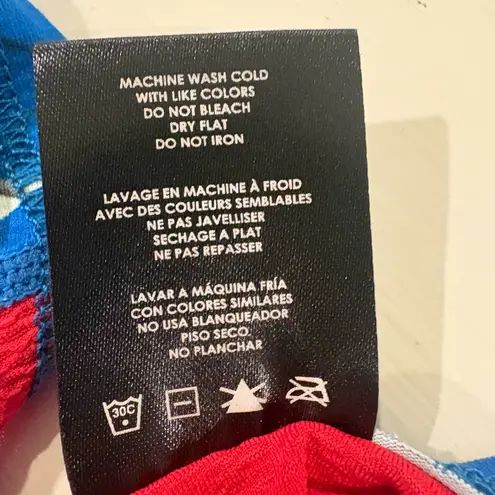 MACHINE WASH COLD
WITH LIKE COLORS
DO NOT BLEACH
DRY FLAT
DO NOT IRON
LAVAGE EN MACHINE À FROID
AVEC DES COULEURS SEMBLABLES
NE PAS JAVELLISER
SECHAGE A PLAT
NE PAS REPASSER
LAVAR A MÁQUINA FRÍA
CON COLORES SIMILARES
NO USA BLANQUEADOR
PISO SECO.
NO PLANCHAR
30C